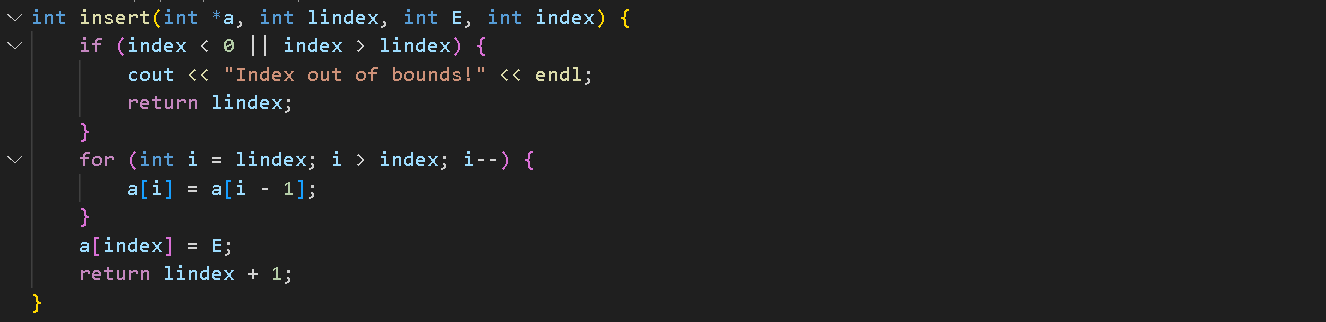 int insert(int *a, int lindex, int E, int index) {
    if (index < 0 || index > lindex) {
        cout << "Index out of bounds!" << endl;
        return lindex;
    }
    for (int i = lindex; i > index; i--) {
        a[i] = a[i - 1];
    }
    a[index] = E;
    return lindex + 1;
}